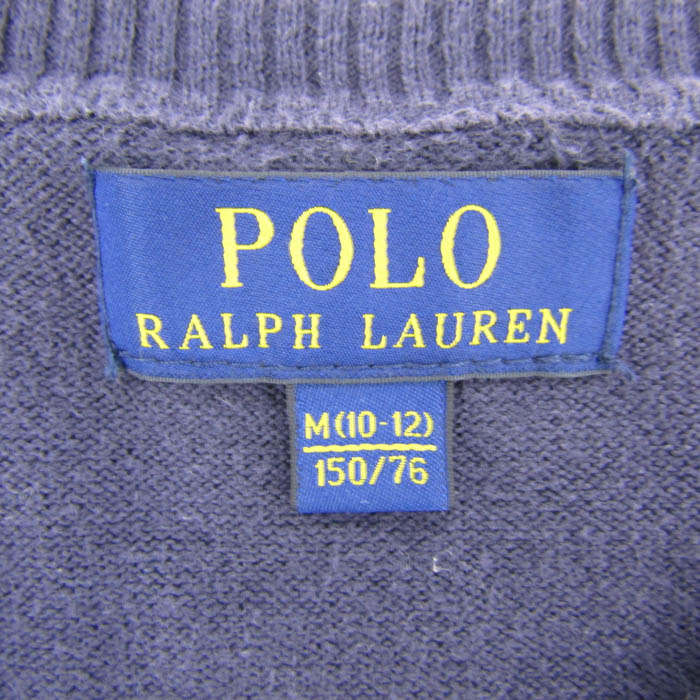 POLO
RALPH LAUREN
M(10-12)
150/76